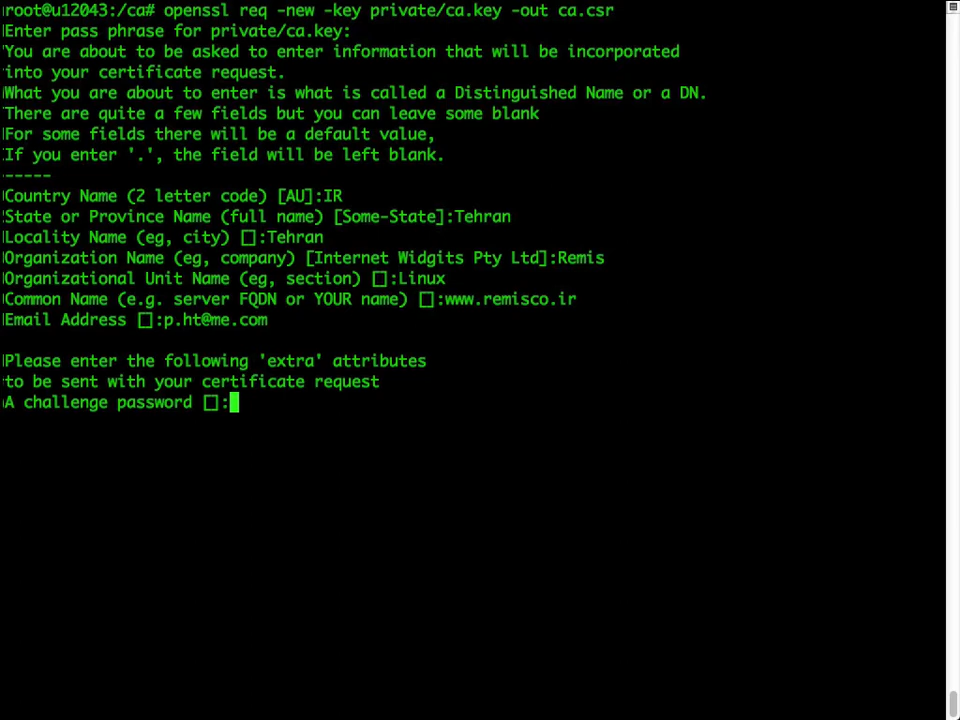 root@u12043:/ca# openssl req -new -key private/ca.key -out ca.csr
Enter pass phrase for private/ca.key:
You are about to be asked to enter information that will be incorporated
into your certificate request.
What you are about to enter is what is called a Distinguished Name or a DN.
There are quite a few fields but you can leave some blank
For some fields there will be a default value,
If you enter '.', the field will be left blank.
-----
Country Name (2 letter code) [AU]:IR
State or Province Name (full name) [Some-State]:Tehran
Locality Name (eg, city) []:Tehran
Organization Name (eg, company) [Internet Widgits Pty Ltd]:Remis
Organizational Unit Name (eg, section) []:Linux
Common Name (e.g. server FQDN or YOUR name) []:www.remisco.ir
Email Address []:p.ht@me.com
Please enter the following 'extra' attributes
to be sent with your certificate request
A challenge password []: